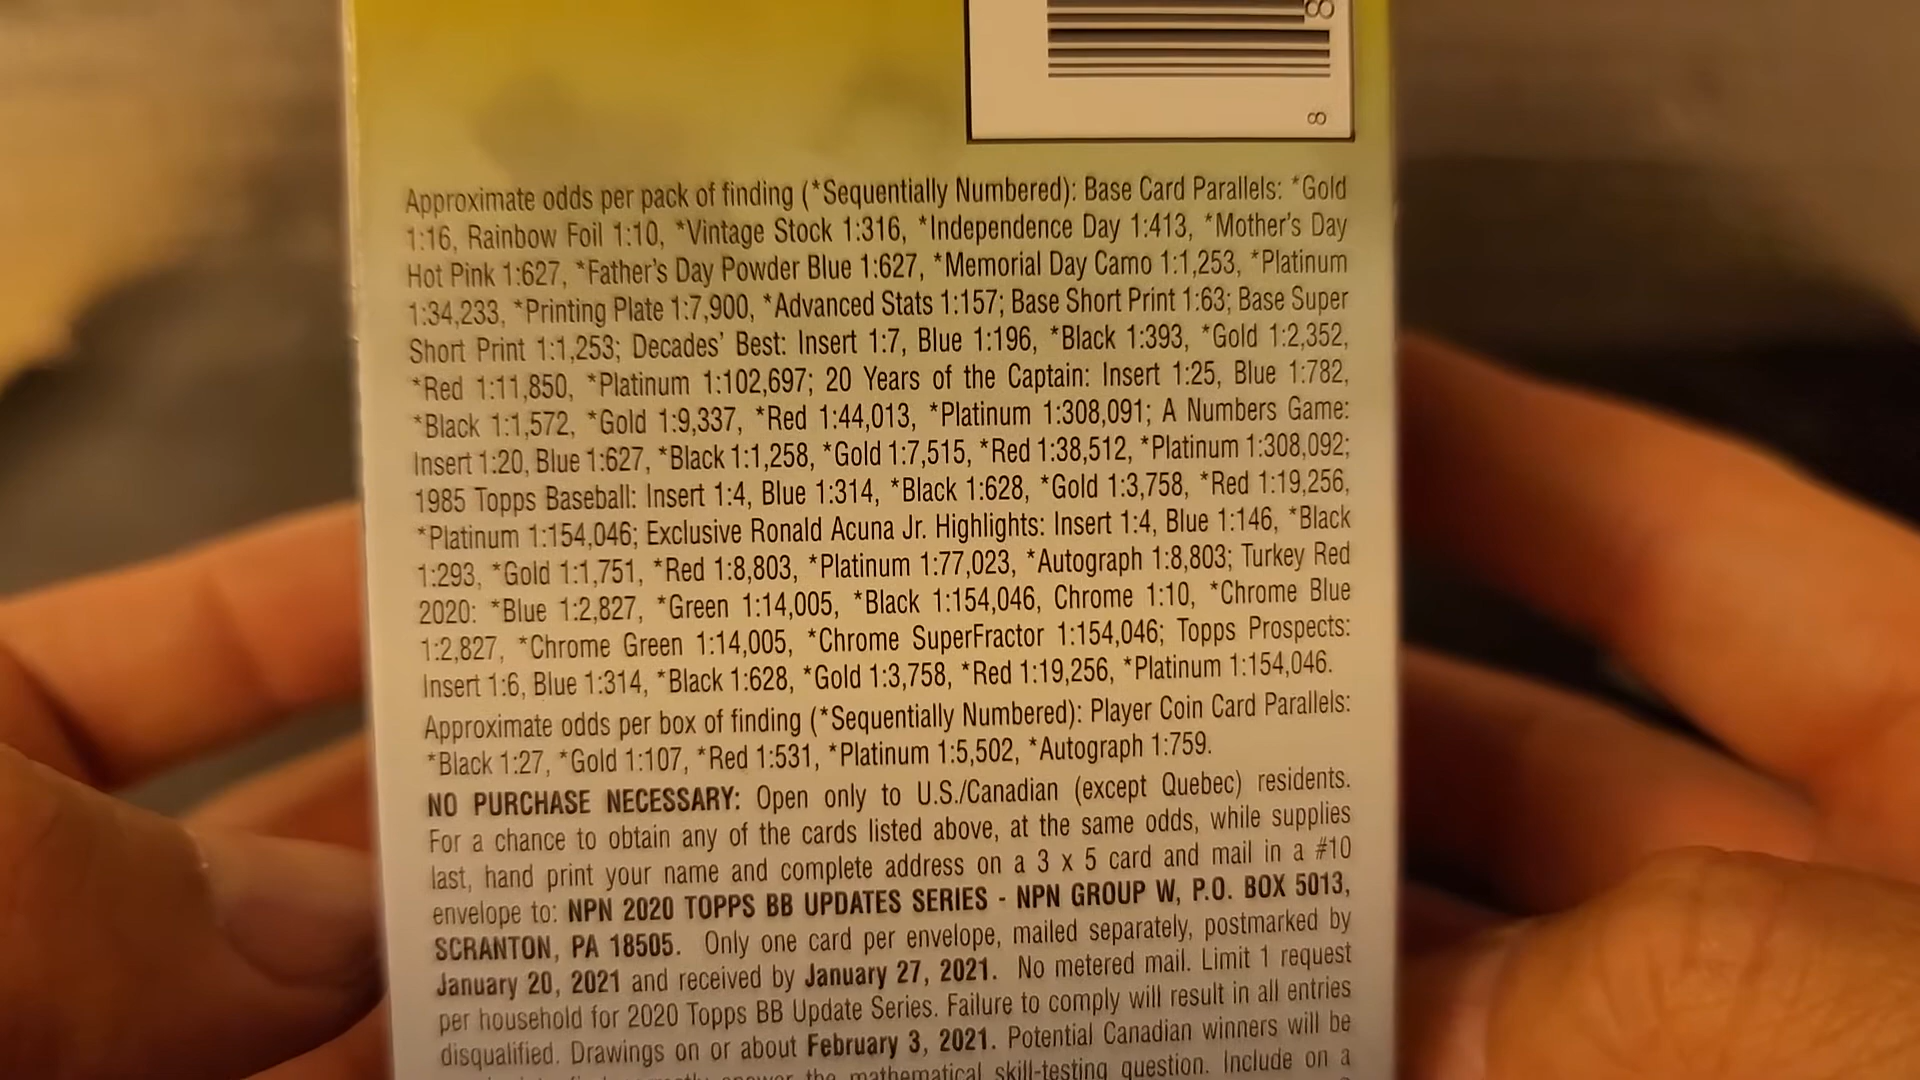 8
8
Approximate odds per pack of finding (*Sequentially Numbered): Base Card Parallels: *Gold
1:16, Rainbow Foil 1:10, *Vintage Stock 1:316, *Independence Day 1:413, *Mother's Day
Hot Pink 1:627, *Father's Day Powder Blue 1:627, *Memorial Day Camo 1:1,253, *Platinum
1:34,233, *Printing Plate 1:7,900, *Advanced Stats 1:157; Base Short Print 1:63; Base Super
Short Print 1:1,253; Decades' Best: Insert 1:7, Blue 1:196, *Black 1:393, *Gold 1:2,352,
*Red 1:11,850, *Platinum 1:102,697; 20 Years of the Captain: Insert 1:25, Blue 1:782,
*Black 1:1,572, *Gold 1:9,337, *Red 1:44,013, *Platinum 1:308,091; A Numbers Game:
Insert 1:20, Blue 1:627, *Black 1:1,258, *Gold 1:7,515, *Red 1:38,512, *Platinum 1:308,092;
1985 Topps Baseball: Insert 1:4, Blue 1:314, *Black 1:628, *Gold 1:3,758, *Red 1:19,256,
*Platinum 1:154,046; Exclusive Ronald Acuna Jr. Highlights: Insert 1:4, Blue 1:146, *Black
1:293, *Gold 1:1,751, *Red 1:8,803, *Platinum 1:77,023, *Autograph 1:8,803; Turkey Red
2020: *Blue 1:2,827, *Green 1:14,005, *Black 1:154,046, Chrome 1:10, *Chrome Blue
1:2,827, *Chrome Green 1:14,005, *Chrome SuperFractor 1:154,046; Topps Prospects:
Insert 1:6, Blue 1:314, *Black 1:628, *Gold 1:3,758, *Red 1:19,256, *Platinum 1:154,046.
Approximate odds per box of finding (*Sequentially Numbered): Player Coin Card Parallels:
*Black 1:27, *Gold 1:107, *Red 1:531, *Platinum 1:5,502, *Autograph 1:759.
NO PURCHASE NECESSARY: Open only to U.S./Canadian (except Quebec) residents.
For a chance to obtain any of the cards listed above, at the same odds, while supplies
last, hand print your name and complete address on a 3 x 5 card and mail in a #10
envelope to: NPN 2020 TOPPS BB UPDATES SERIES - NPN GROUP W, P.O. BOX 5013,
SCRANTON, PA 18505. Only one card per envelope, mailed separately, postmarked by
January 20, 2021 and received by January 27, 2021. No metered mail. Limit 1 request
per household for 2020 Topps BB Update Series. Failure to comply will result in all entries
disqualified. Drawings on or about February 3, 2021. Potential Canadian winners will be
the mathematical skill-testing question. Include on a